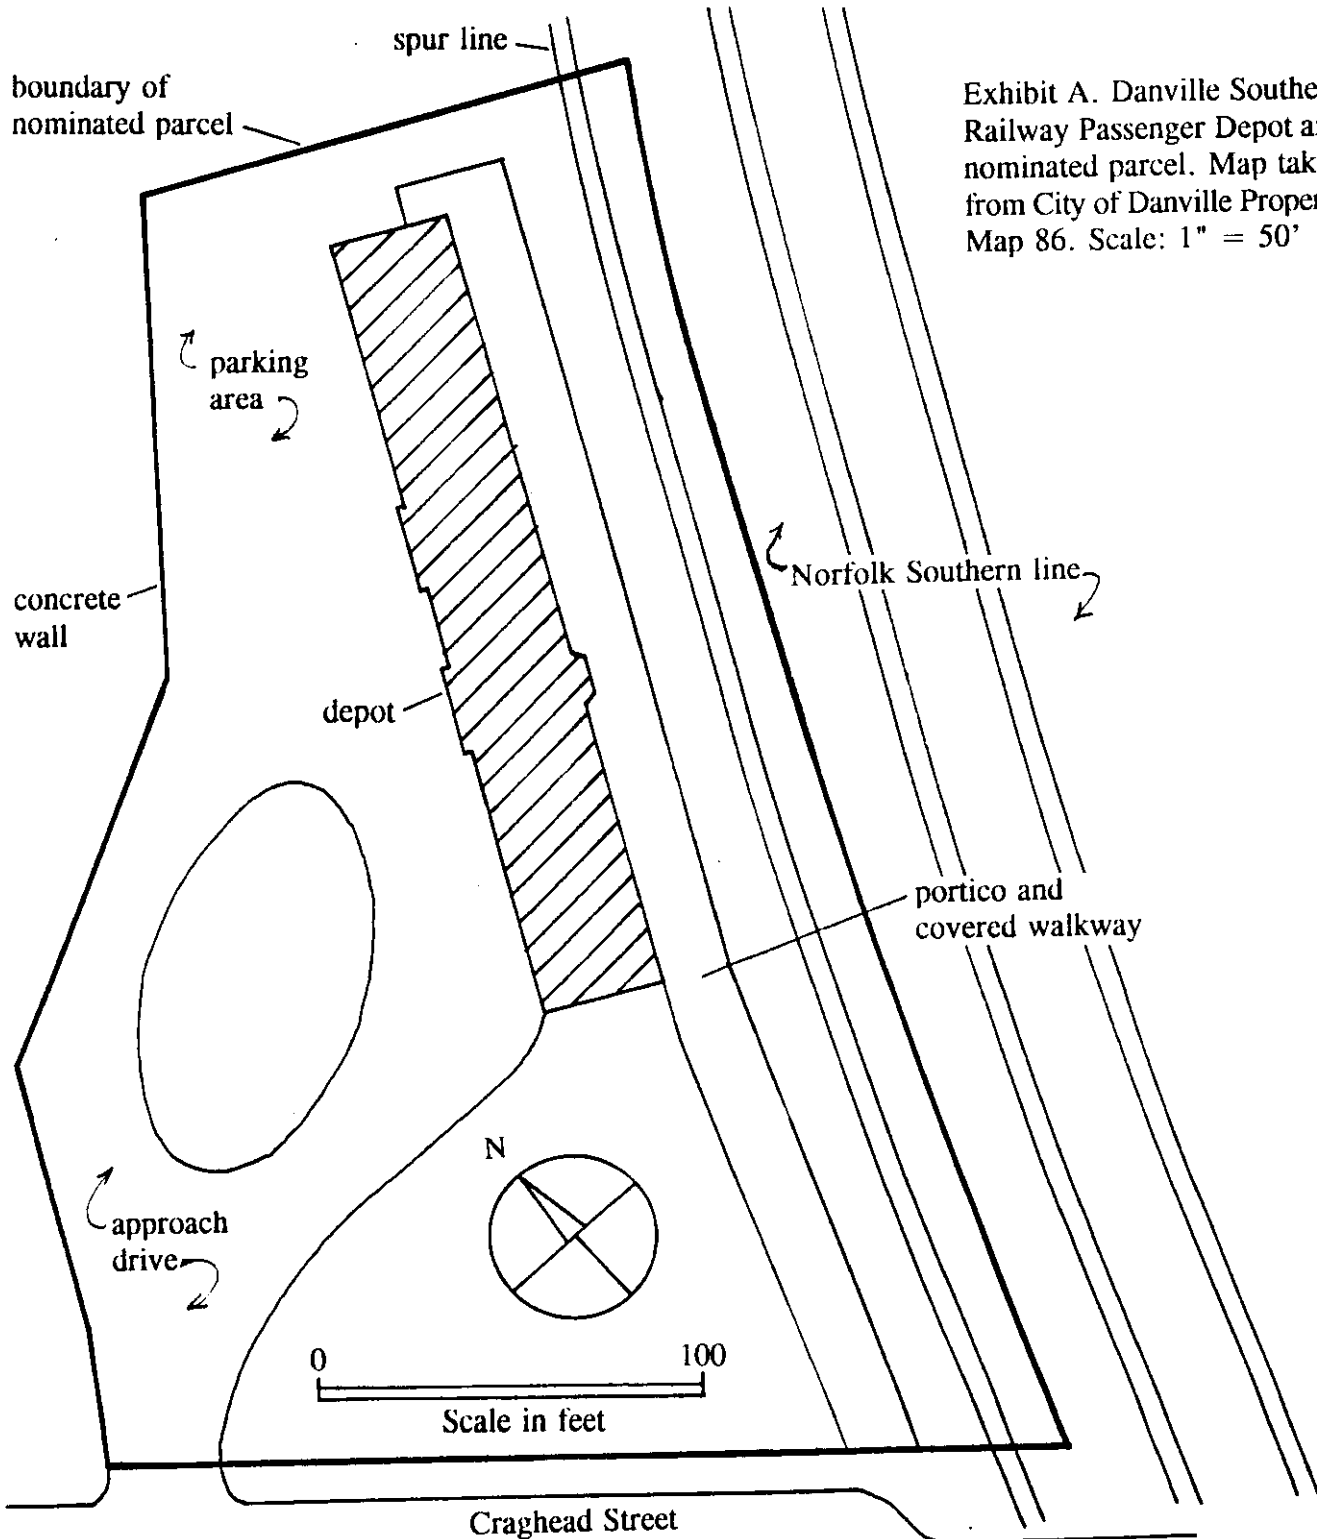 spur line
boundary of
nominated parcel
Exhibit A. Danville Southe
Railway Passenger Depot a
nominated parcel. Map tak
from City of Danville Proper
Map 86. Scale: 1" = 50'
parking
area
Norfolk Southern line
concrete
wall
depot
portico and
covered walkway
N
approach
drive
0 100
Scale in feet
Craghead Street